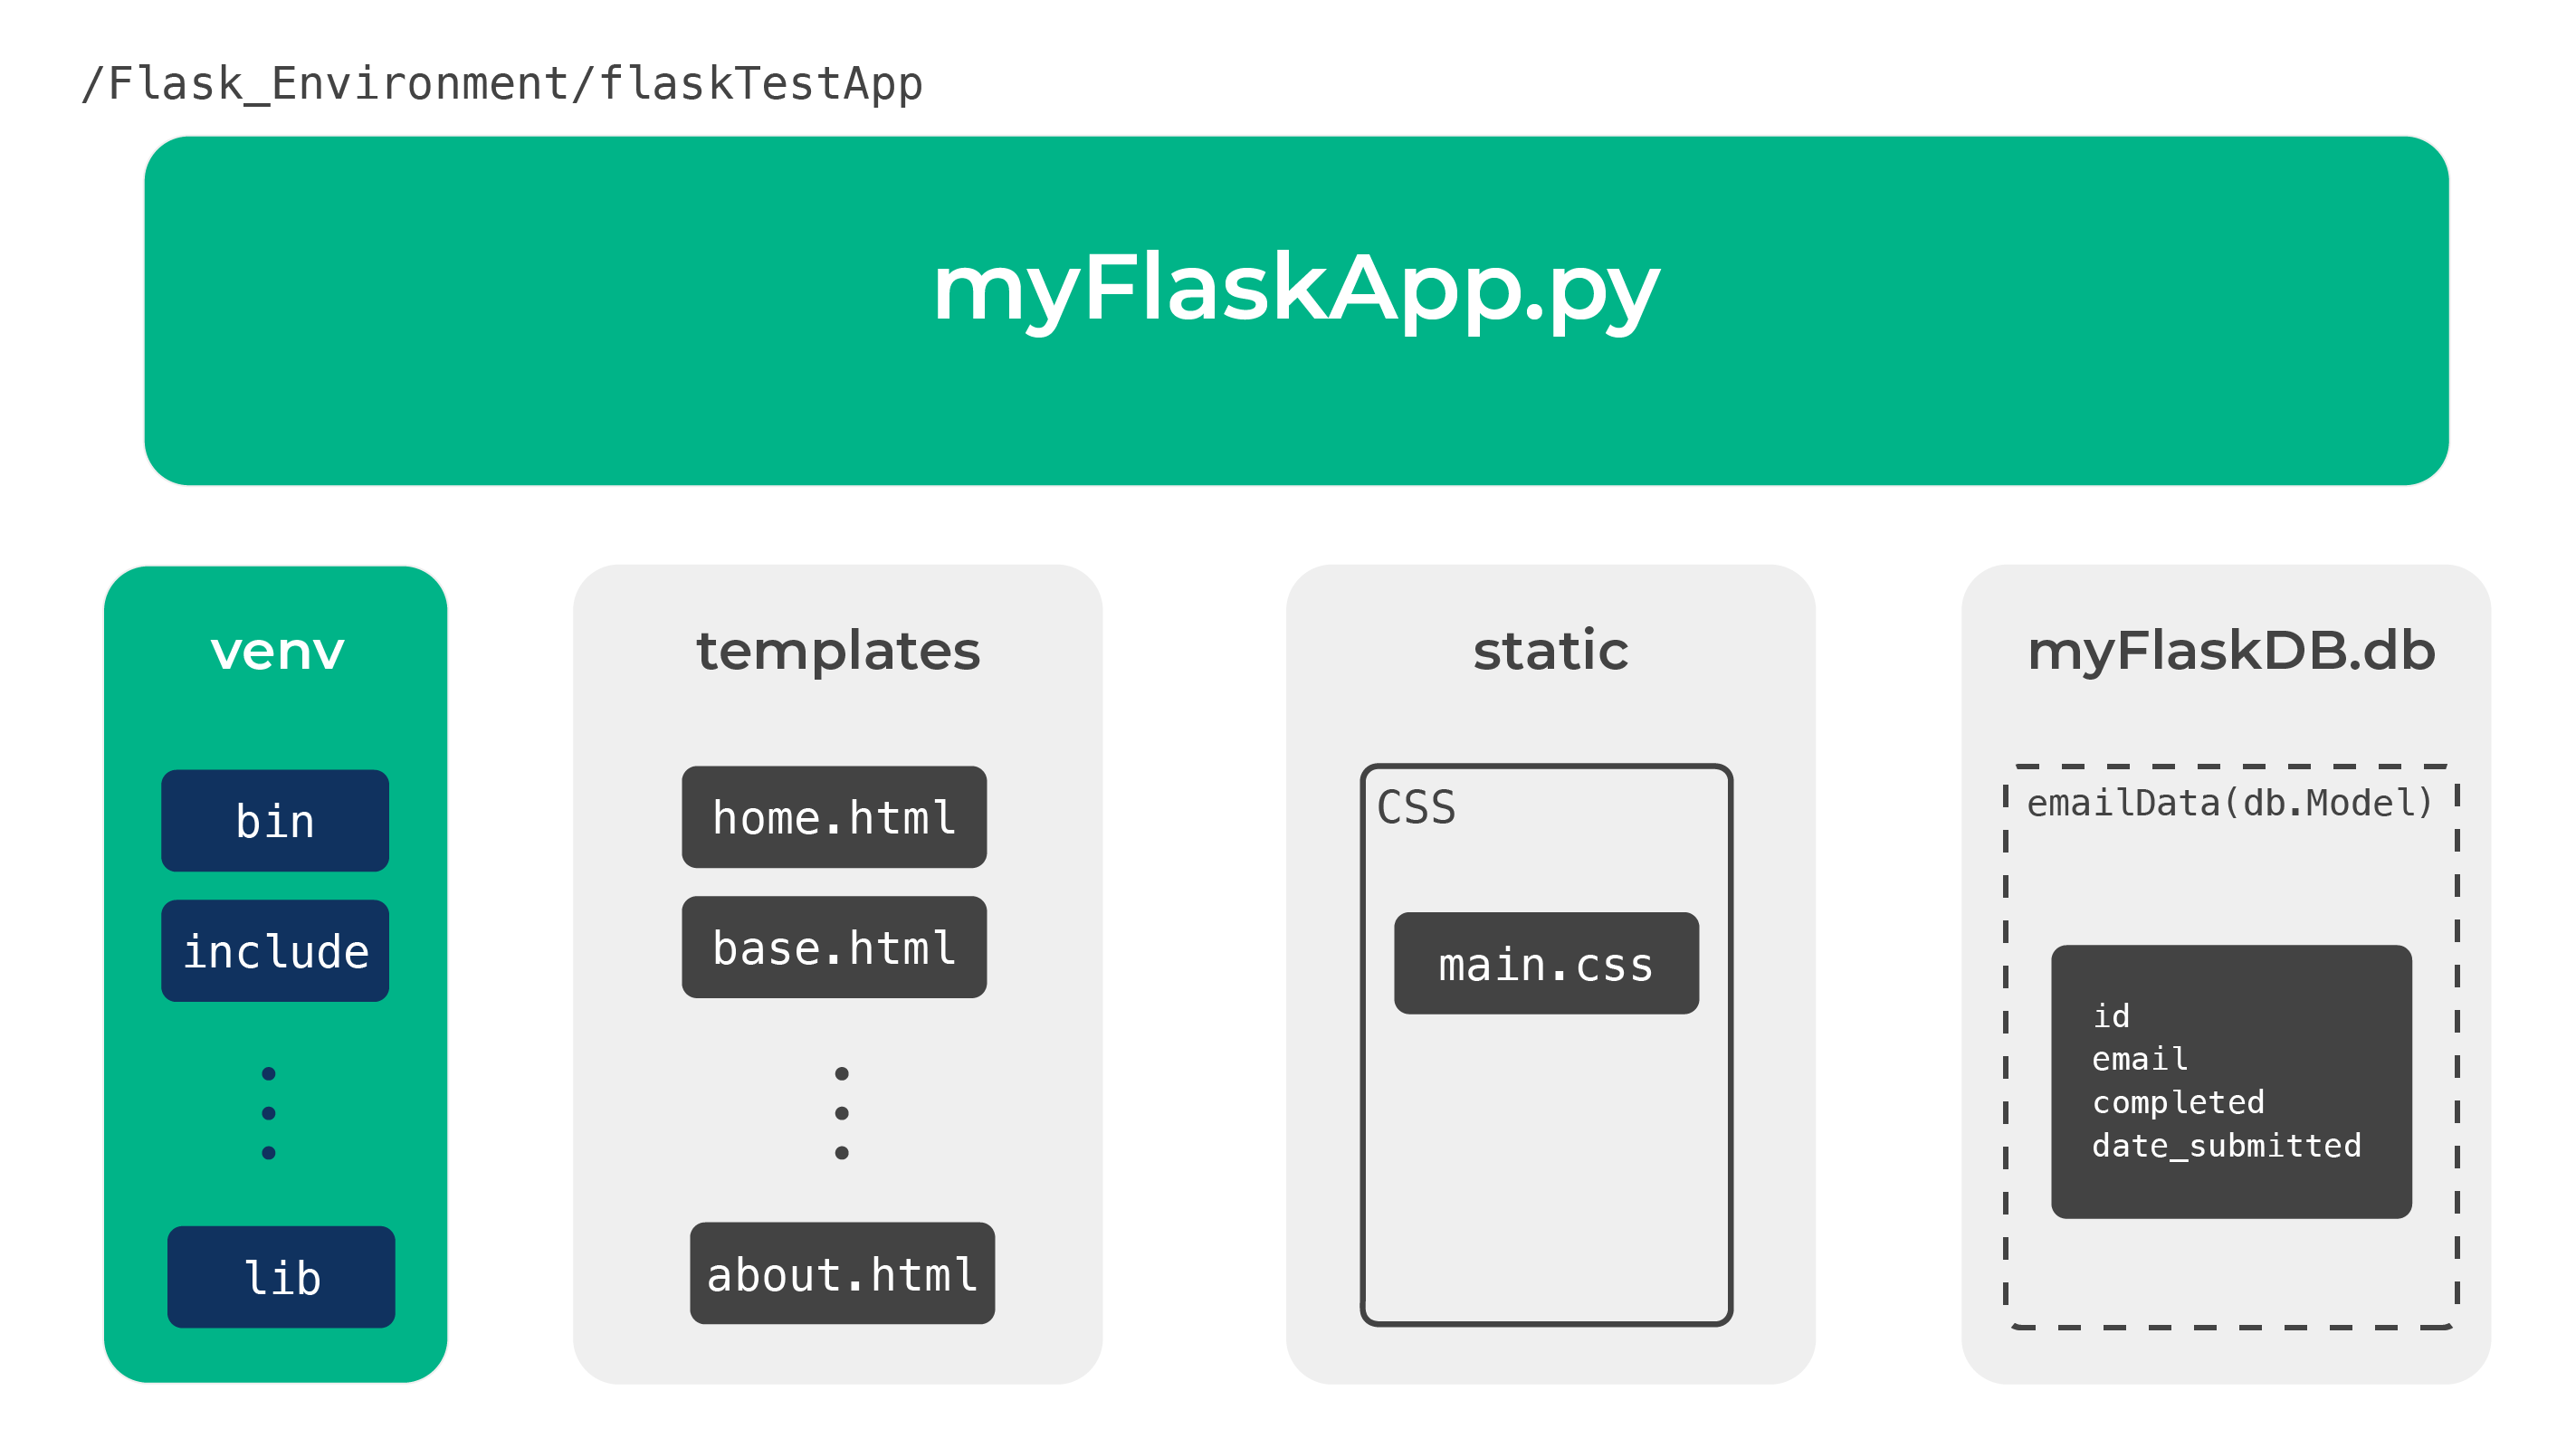 /Flask_Environment/flaskTestApp
myFlaskApp.py
venv
bin
include
lib
templates
home.html
base.html
about.html
static
CSS
main.css
myFlaskDB.db
emailData(db.Model)
id
email
completed
date_submitted